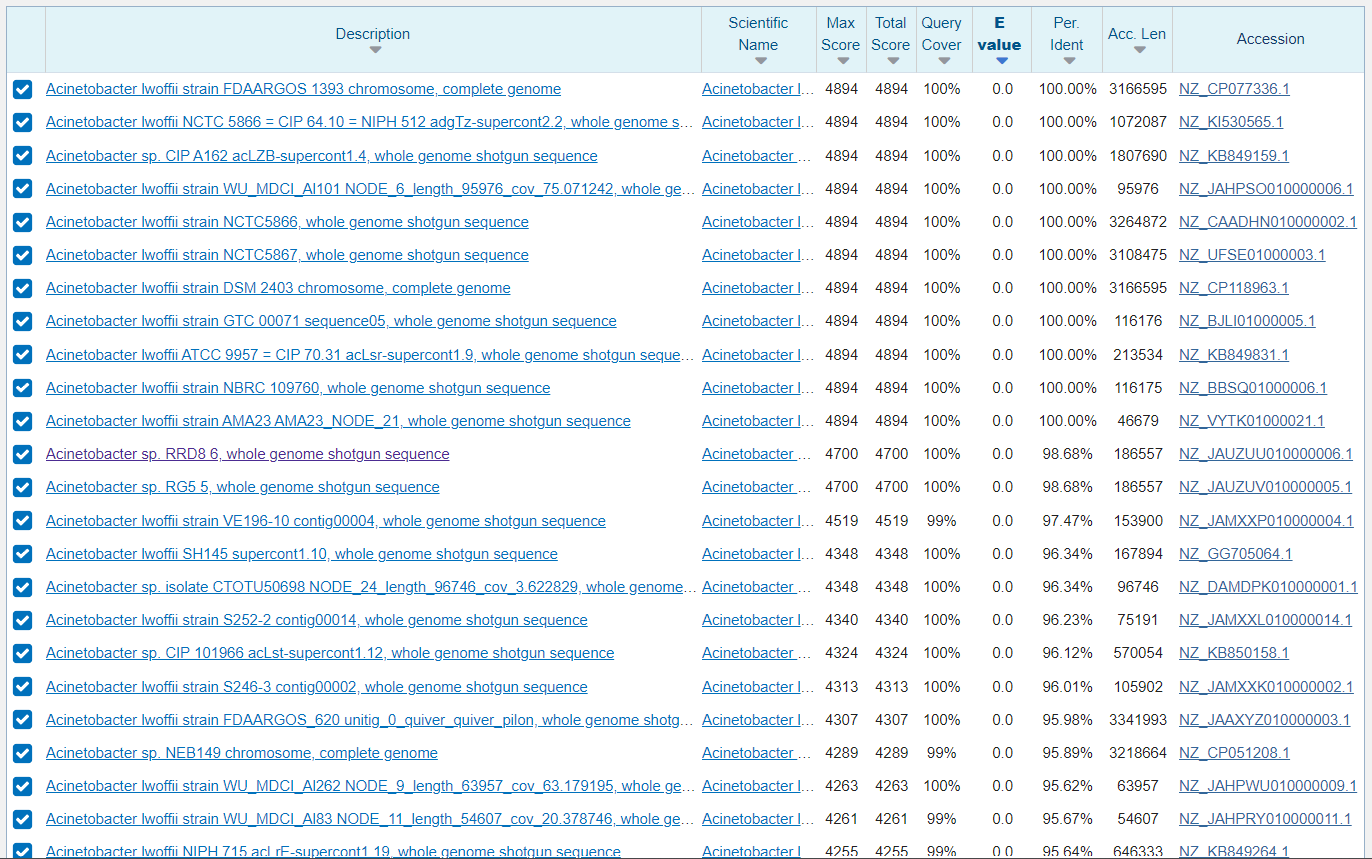 Description Scientific Name Max Score Total Score Query Cover E value Per. Ident Acc. Len Accession
Acinetobacter lwoffii strain FDAARGOS 1393 chromosome, complete genome Acinetobacter l... 4894 4894 100% 0.0 100.00% 3166595 NZ_CP077336.1
Acinetobacter lwoffii NCTC 5866 = CIP 64.10 = NIPH 512 adgTz-supercont2.2, whole genome s... Acinetobacter l... 4894 4894 100% 0.0 100.00% 1072087 NZ_KI530565.1
Acinetobacter sp. CIP A162 acLZB-supercont1.4, whole genome shotgun sequence Acinetobacter ... 4894 4894 100% 0.0 100.00% 1807690 NZ_KB849159.1
Acinetobacter lwoffii strain WU_MDCI_Al101 NODE_6_length_95976_cov_75.071242, whole ge... Acinetobacter l... 4894 4894 100% 0.0 100.00% 95976 NZ_JAHPSO010000006.1
Acinetobacter lwoffii strain NCTC5866, whole genome shotgun sequence Acinetobacter l... 4894 4894 100% 0.0 100.00% 3264872 NZ_CAADHN010000002.1
Acinetobacter lwoffii strain NCTC5867, whole genome shotgun sequence Acinetobacter l... 4894 4894 100% 0.0 100.00% 3108475 NZ_UFSE01000003.1
Acinetobacter lwoffii strain DSM 2403 chromosome, complete genome Acinetobacter l... 4894 4894 100% 0.0 100.00% 3166595 NZ_CP118963.1
Acinetobacter lwoffii strain GTC 00071 sequence05, whole genome shotgun sequence Acinetobacter l... 4894 4894 100% 0.0 100.00% 116176 NZ_BJLI01000005.1
Acinetobacter lwoffii ATCC 9957 = CIP 70.31 acLsr-supercont1.9, whole genome shotgun seque... Acinetobacter l... 4894 4894 100% 0.0 100.00% 213534 NZ_KB849831.1
Acinetobacter lwoffii strain NBRC 109760, whole genome shotgun sequence Acinetobacter l... 4894 4894 100% 0.0 100.00% 116175 NZ_BBSQ01000006.1
Acinetobacter lwoffii strain AMA23 AMA23_NODE_21, whole genome shotgun sequence Acinetobacter l... 4894 4894 100% 0.0 100.00% 46679 NZ_VYTK01000021.1
Acinetobacter sp. RRD8 6, whole genome shotgun sequence Acinetobacter ... 4700 4700 100% 0.0 98.68% 186557 NZ_JAUZUU010000006.1
Acinetobacter sp. RG5 5, whole genome shotgun sequence Acinetobacter ... 4700 4700 100% 0.0 98.68% 186557 NZ_JAUZUV010000005.1
Acinetobacter lwoffii strain VE196-10 contig00004, whole genome shotgun sequence Acinetobacter l... 4519 4519 99% 0.0 97.47% 153900 NZ_JAMXXP010000004.1
Acinetobacter lwoffii SH145 supercont1.10, whole genome shotgun sequence Acinetobacter l... 4348 4348 100% 0.0 96.34% 167894 NZ_GG705064.1
Acinetobacter sp. isolate CTOTU50698 NODE_24_length_96746_cov_3.622829, whole genome... Acinetobacter ... 4348 4348 100% 0.0 96.34% 96746 NZ_DAMDPK010000001.1
Acinetobacter lwoffii strain S252-2 contig00014, whole genome shotgun sequence Acinetobacter l... 4340 4340 100% 0.0 96.23% 75191 NZ_JAMXXL010000014.1
Acinetobacter sp. CIP 101966 acLst-supercont1.12, whole genome shotgun sequence Acinetobacter ... 4324 4324 100% 0.0 96.12% 570054 NZ_KB850158.1
Acinetobacter lwoffii strain S246-3 contig00002, whole genome shotgun sequence Acinetobacter l... 4313 4313 100% 0.0 96.01% 105902 NZ_JAMXXK010000002.1
Acinetobacter lwoffii strain FDAARGOS_620 unitig_0_quiver_quiver_pilon, whole genome shotg... Acinetobacter l... 4307 4307 100% 0.0 95.98% 3341993 NZ_JAAXYZ010000003.1
Acinetobacter sp. NEB149 chromosome, complete genome Acinetobacter ... 4289 4289 99% 0.0 95.89% 3218664 NZ_CP051208.1
Acinetobacter lwoffii strain WU_MDCI_Al262 NODE_9_length_63957_cov_63.179195, whole ge... Acinetobacter l... 4263 4263 100% 0.0 95.62% 63957 NZ_JAHPWU010000009.1
Acinetobacter lwoffii strain WU_MDCI_Al83 NODE_11_length_54607_cov_20.378746, whole ge... Acinetobacter l... 4261 4261 99% 0.0 95.67% 54607 NZ_JAHPRY010000011.1
Acinetobacter lwoffii NIPH 715 acLrE-supercont1.19, whole genome shotgun sequence Acinetobacter l... 4255 4255 99% 0.0 95.64% 646333 NZ_KB849264.1